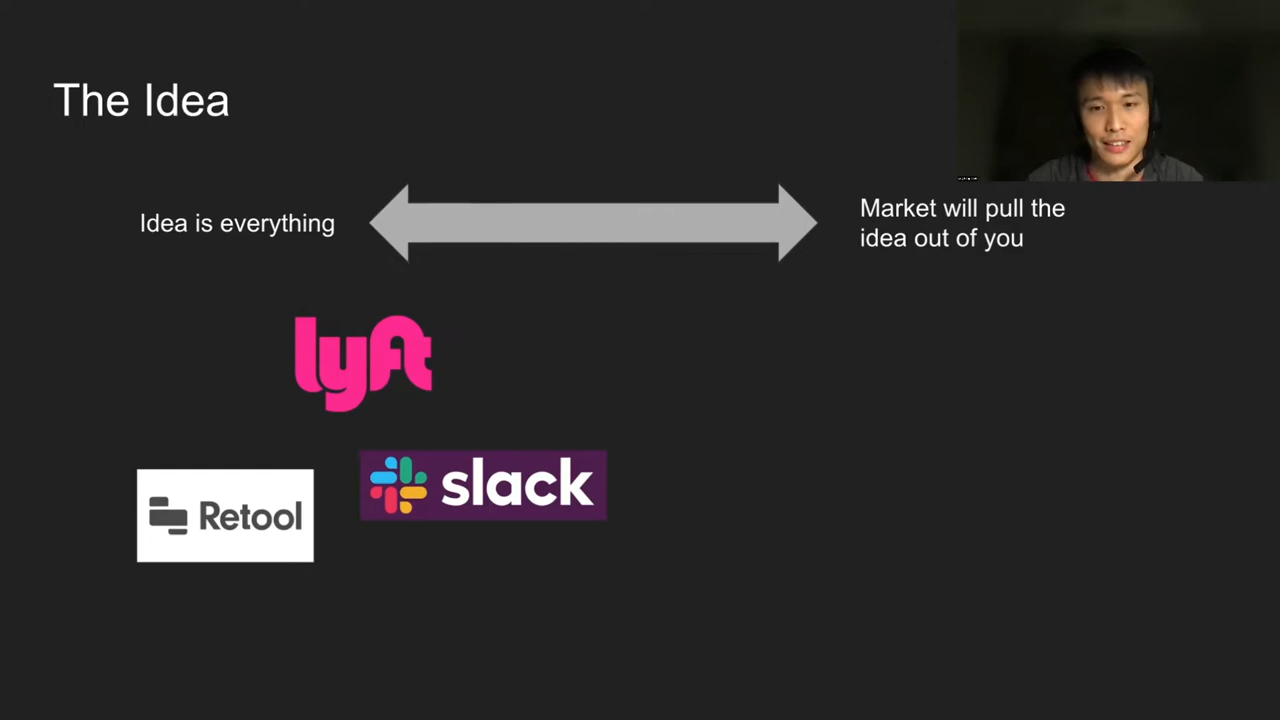 The Idea
Idea is everything
Market will pull the
idea out of you
lyft
slack
Retool